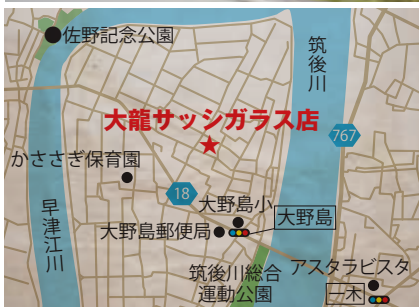 佐野記念公園
筑後川
大龍サッシガラス店
767
かささぎ保育園
18
早津江川
大野島小
大野島郵便局
大野島
筑後川総合
運動公園
アスタラビスタ
一木